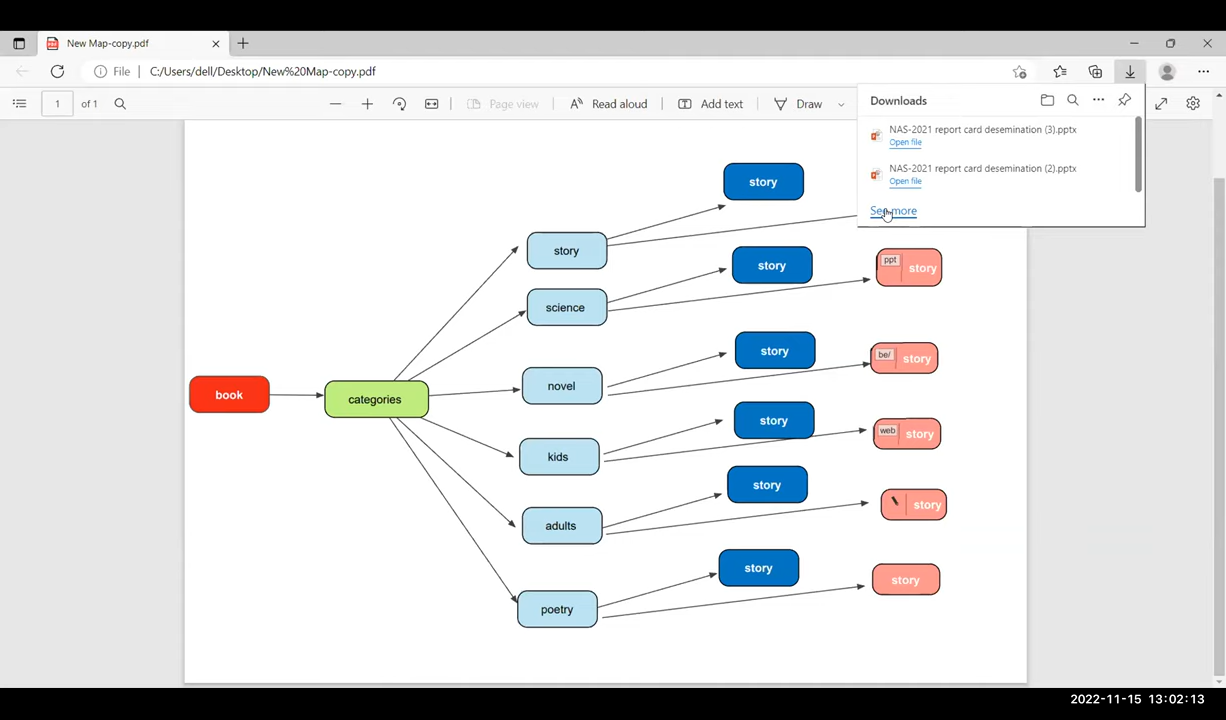 New Map-copy.pdf
File C:/Users/dell/Desktop/New%20Map-copy.pdf
1 of 1 Page view Read aloud Add text Draw
Downloads
NAS-2021 report card desemination (3).pptx
Open file
NAS-2021 report card desemination (2).pptx
Open file
See more
story
story
story
ppt story
science
story
be/ story
book
categories
novel
story
web story
kids
story
story
adults
story
story
poetry
2022-11-15 13:02:13